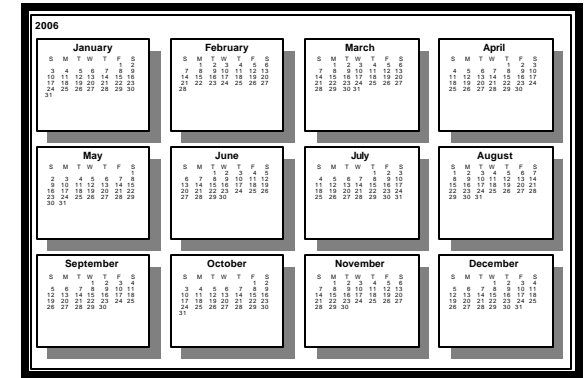 2006
January
S M T W T F S
1 2
3 4 5 6 7 8 9
10 11 12 13 14 15 16
17 18 19 20 21 22 23
24 25 26 27 28 29 30
31
February
S M T W T F S
1 2 3 4 5 6
7 8 9 10 11 12 13
14 15 16 17 18 19 20
21 22 23 24 25 26 27
28
March
S M T W T F S
1 2 3 4 5 6
7 8 9 10 11 12 13
14 15 16 17 18 19 20
21 22 23 24 25 26 27
28 29 30 31
April
S M T W T F S
1 2 3
4 5 6 7 8 9 10
11 12 13 14 15 16 17
18 19 20 21 22 23 24
25 26 27 28 29 30
May
S M T W T F S
1
2 3 4 5 6 7 8
9 10 11 12 13 14 15
16 17 18 19 20 21 22
23 24 25 26 27 28 29
30 31
June
S M T W T F S
1 2 3 4 5
6 7 8 9 10 11 12
13 14 15 16 17 18 19
20 21 22 23 24 25 26
27 28 29 30
July
S M T W T F S
1 2 3
4 5 6 7 8 9 10
11 12 13 14 15 16 17
18 19 20 21 22 23 24
25 26 27 28 29 30 31
August
S M T W T F S
1 2 3 4 5 6 7
8 9 10 11 12 13 14
15 16 17 18 19 20 21
22 23 24 25 26 27 28
29 30 31
September
S M T W T F S
1 2 3 4
5 6 7 8 9 10 11
12 13 14 15 16 17 18
19 20 21 22 23 24 25
26 27 28 29 30
October
S M T W T F S
1 2
3 4 5 6 7 8 9
10 11 12 13 14 15 16
17 18 19 20 21 22 23
24 25 26 27 28 29 30
31
November
S M T W T F S
1 2 3 4 5 6
7 8 9 10 11 12 13
14 15 16 17 18 19 20
21 22 23 24 25 26 27
28 29 30
December
S M T W T F S
1 2 3 4
5 6 7 8 9 10 11
12 13 14 15 16 17 18
19 20 21 22 23 24 25
26 27 28 29 30 31